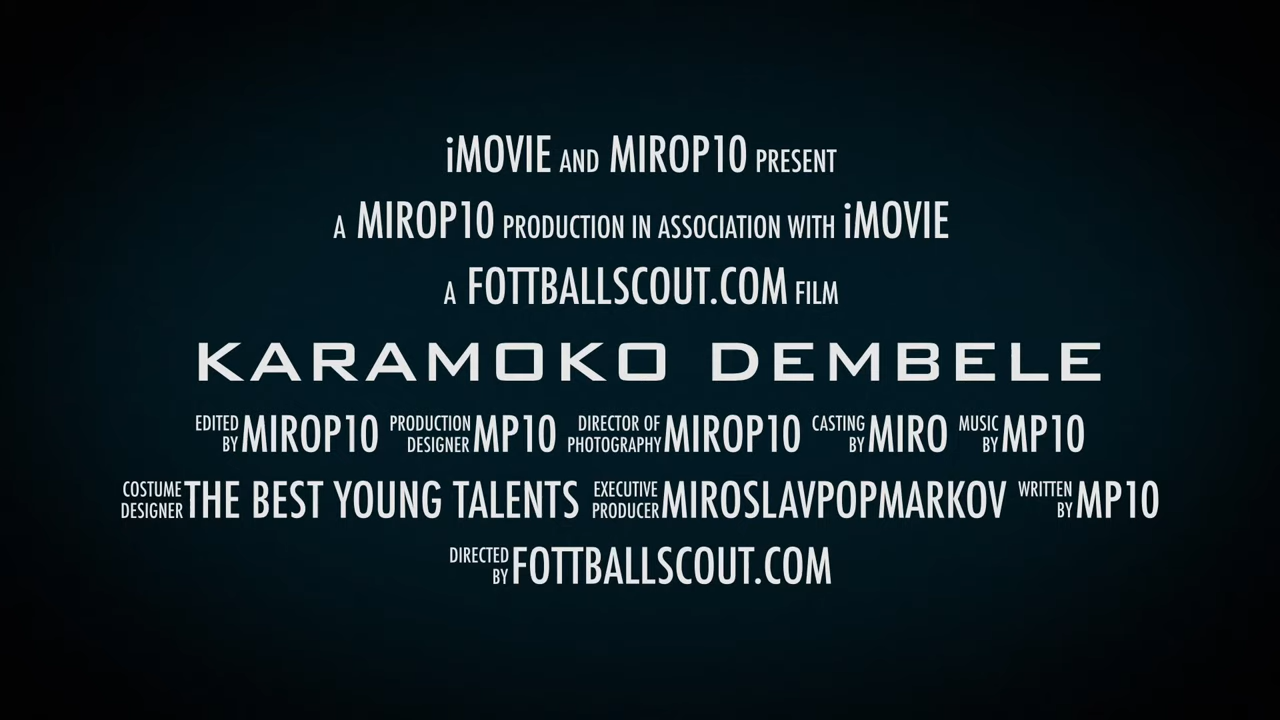 iMOVIE AND MIROP10 PRESENT
A MIROP10 PRODUCTION IN ASSOCIATION WITH iMOVIE
A FOTTBALLSCOUT.COM FILM
KARAMOKO DEMBELE
EDITED BY MIROP10 PRODUCTION DESIGNER MP10 DIRECTOR OF PHOTOGRAPHY MIROP10 CASTING BY MIRO MUSIC BY MP10
COSTUME DESIGNER THE BEST YOUNG TALENTS EXECUTIVE PRODUCER MIROSLAVPOPMARKOV WRITTEN BY MP10
DIRECTED BY FOTTBALLSCOUT.COM